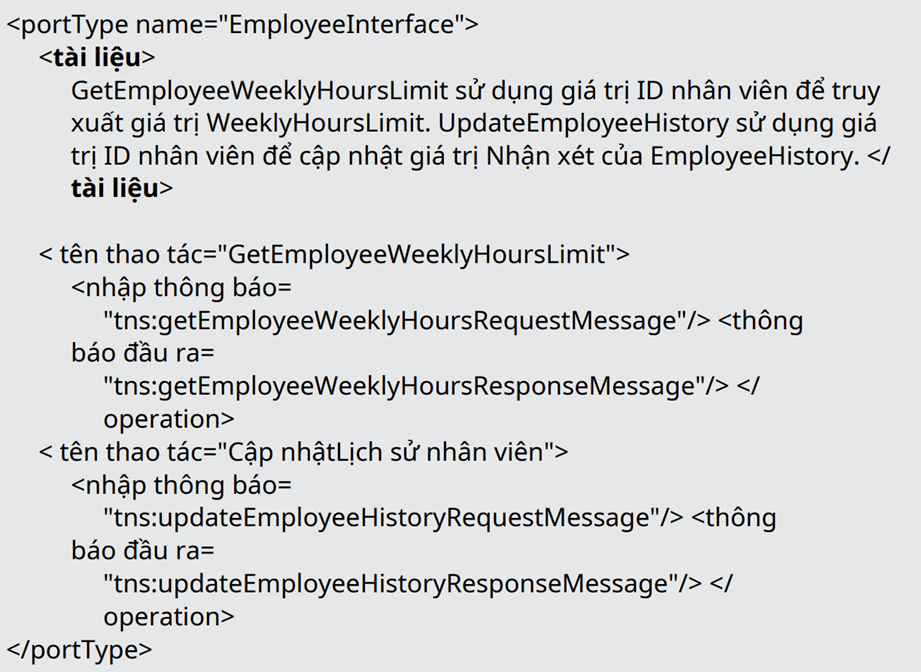 <portType name="EmployeeInterface">
<tài liệu>
GetEmployeeWeeklyHoursLimit sử dụng giá trị ID nhân viên để truy
xuất giá trị WeeklyHoursLimit. UpdateEmployeeHistory sử dụng giá
trị ID nhân viên để cập nhật giá trị Nhận xét của EmployeeHistory. </
tài liệu>
< tên thao tác="GetEmployeeWeeklyHoursLimit">
<nhập thông báo=
"tns:getEmployeeWeeklyHoursRequestMessage"/> <thông
báo đầu ra=
"tns:getEmployeeWeeklyHoursResponseMessage"/> </
operation>
< tên thao tác="Cập nhậtLịch sử nhân viên">
<nhập thông báo=
"tns:updateEmployeeHistoryRequestMessage"/> <thông
báo đầu ra=
"tns:updateEmployeeHistoryResponseMessage"/> </
operation>
</portType>